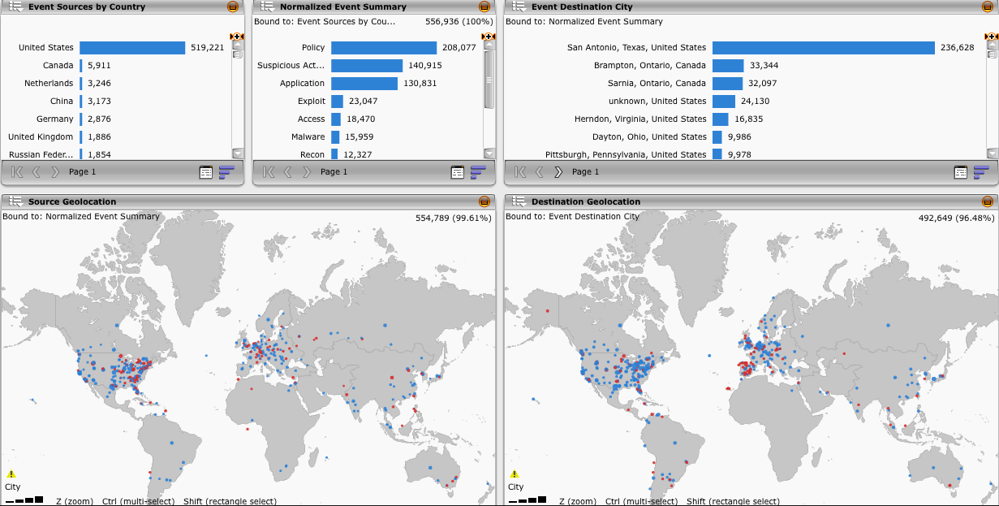 Event Sources by Country
United States 519,221
Canada 5,911
Netherlands 3,246
China 3,173
Germany 2,876
United Kingdom 1,886
Russian Feder... 1,854
Page 1
Normalized Event Summary
Bound to: Event Sources by Cou... 556,936 (100%)
Policy 208,077
Suspicious Act... 140,915
Application 130,831
Exploit 23,047
Access 18,470
Malware 15,959
Recon 12,327
Page 1
Event Destination City
Bound to: Normalized Event Summary
San Antonio, Texas, United States 236,628
Brampton, Ontario, Canada 33,344
Sarnia, Ontario, Canada 32,097
unknown, United States 24,130
Herndon, Virginia, United States 16,835
Dayton, Ohio, United States 9,986
Pittsburgh, Pennsylvania, United States 9,978
Page 1
Source Geolocation
Bound to: Normalized Event Summary 554,789 (99.61%)
City
Z (zoom) Ctrl (multi-select) Shift (rectangle select)
Destination Geolocation
Bound to: Event Destination City 492,649 (96.48%)
City
Z (zoom) Ctrl (multi-select) Shift (rectangle select)